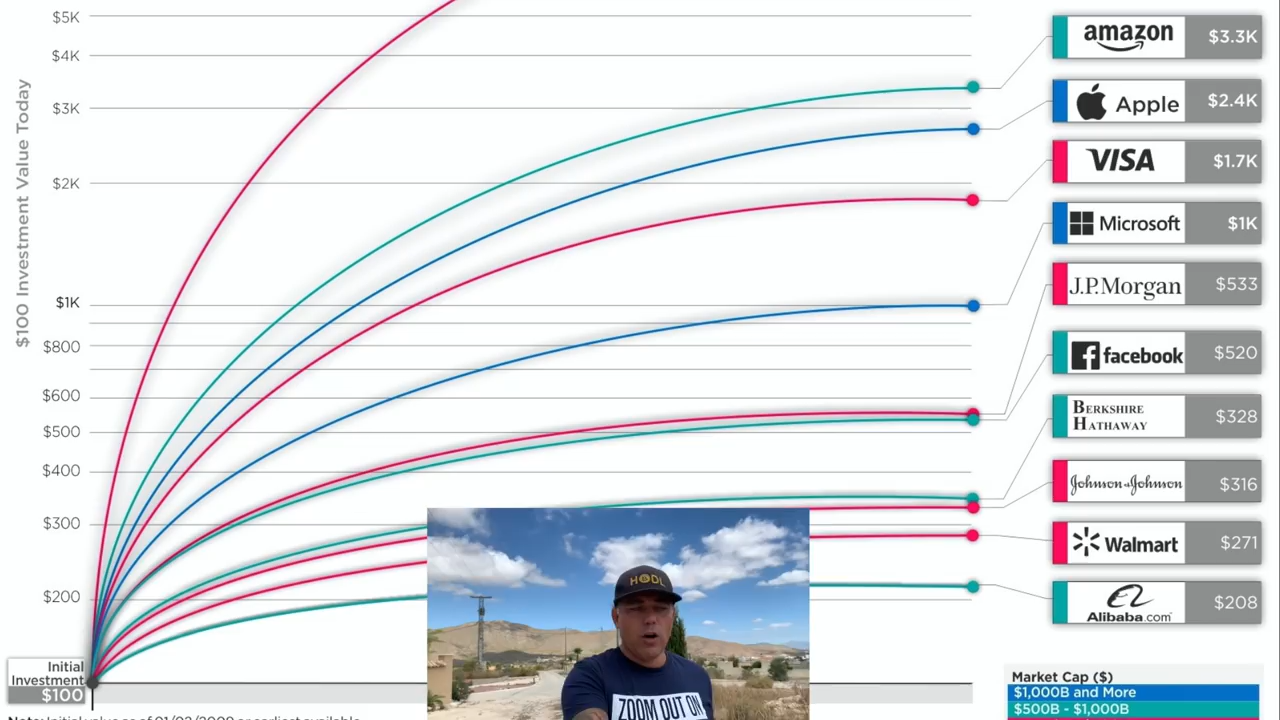 $5K
$4K
$3K
$2K
$1K
$800
$600
$500
$400
$300
$200
$100 Investment Value Today
Initial
Investment
$100
amazon $3.3K
Apple $2.4K
VISA $1.7K
Microsoft $1K
J.P.Morgan $533
facebook $520
BERKSHIRE
HATHAWAY $328
Johnson & Johnson $316
Walmart $271
Alibaba.com $208
HODL
ZOOM OUT ON
Market Cap ($)
$1,000B and More
$500B - $1,000B